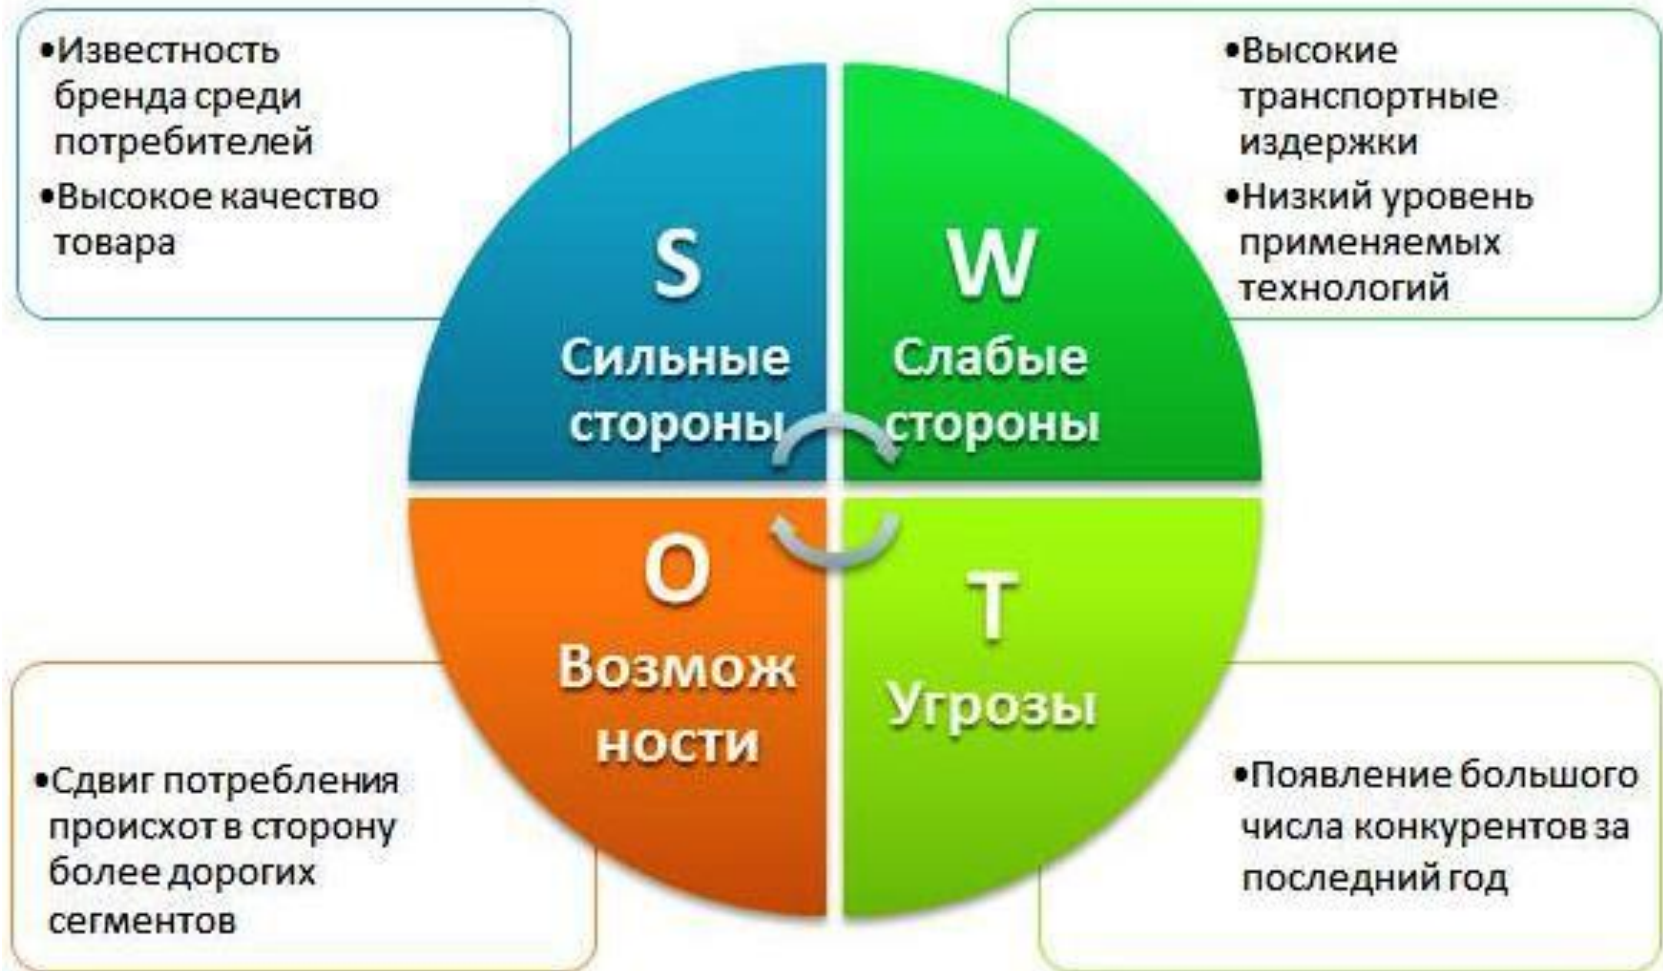 •Известность
бренда среди
потребителей
•Высокое качество
товара
•Высокие
транспортные
издержки
•Низкий уровень
применяемых
технологий
S
Сильные
стороны
W
Слабые
стороны
O
Возмож
ности
T
Угрозы
•Сдвиг потребления
происхот в сторону
более дорогих
сегментов
•Появление большого
числа конкурентов за
последний год